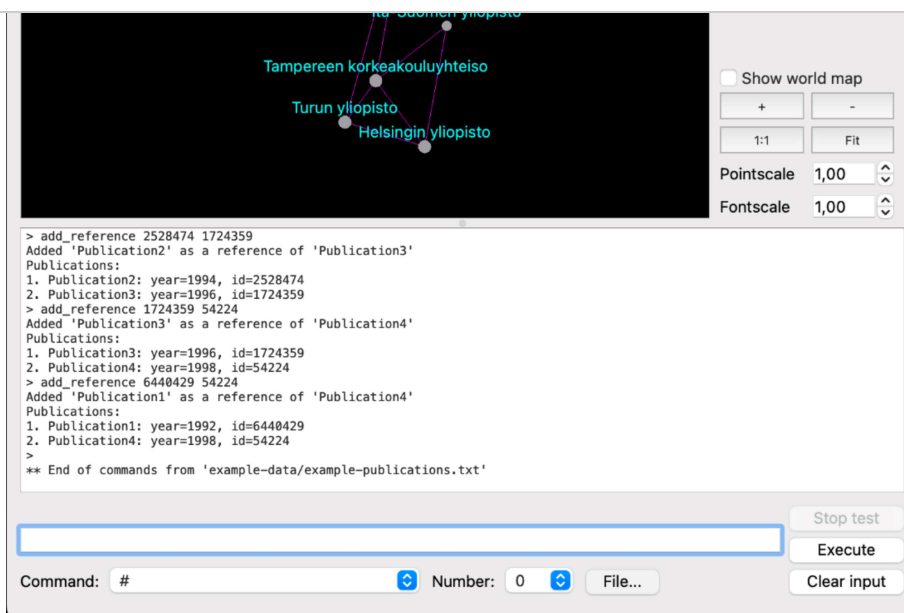 Itä-Suomen yliopisto
Tampereen korkeakouluyhteiso
Turun yliopisto
Helsingin yliopisto
Show world map
+ -
1:1 Fit
Pointscale 1,00
Fontscale 1,00
> add_reference 2528474 1724359
Added 'Publication2' as a reference of 'Publication3'
Publications:
1. Publication2: year=1994, id=2528474
2. Publication3: year=1996, id=1724359
> add_reference 1724359 54224
Added 'Publication3' as a reference of 'Publication4'
Publications:
1. Publication3: year=1996, id=1724359
2. Publication4: year=1998, id=54224
> add_reference 6440429 54224
Added 'Publication1' as a reference of 'Publication4'
Publications:
1. Publication1: year=1992, id=6440429
2. Publication4: year=1998, id=54224
>
** End of commands from 'example-data/example-publications.txt'
Stop test
Execute
Command: # Number: 0 File... Clear input